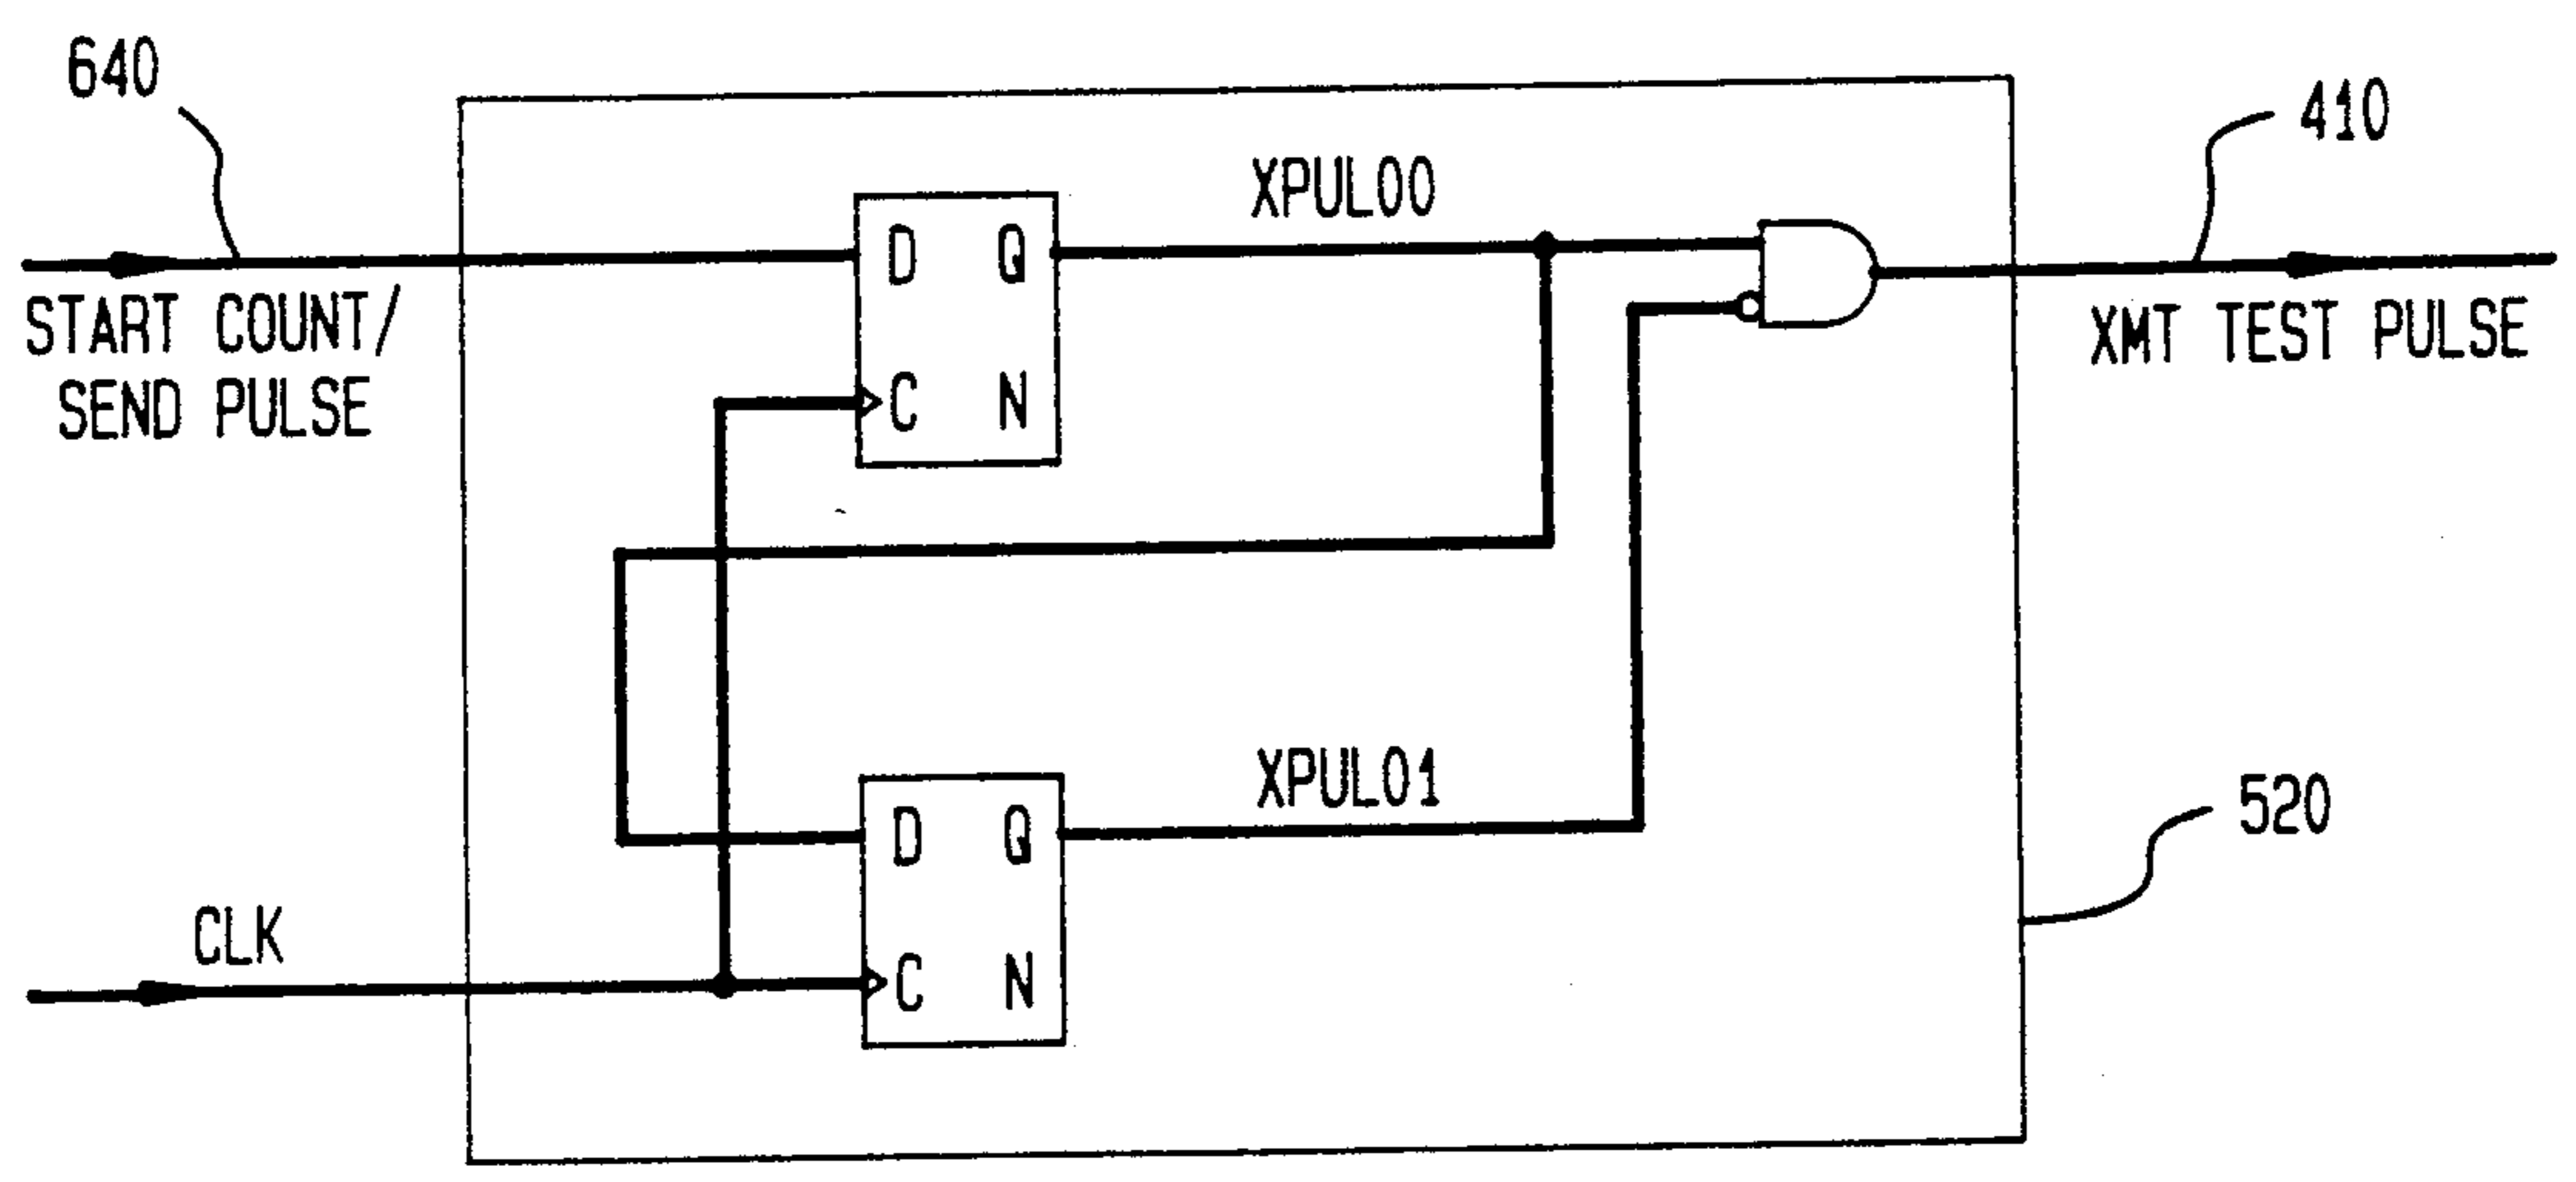 640
410
XPUL00
D Q
START COUNT/
SEND PULSE
XMT TEST PULSE
C N
XPUL01
520
D Q
CLK
C N